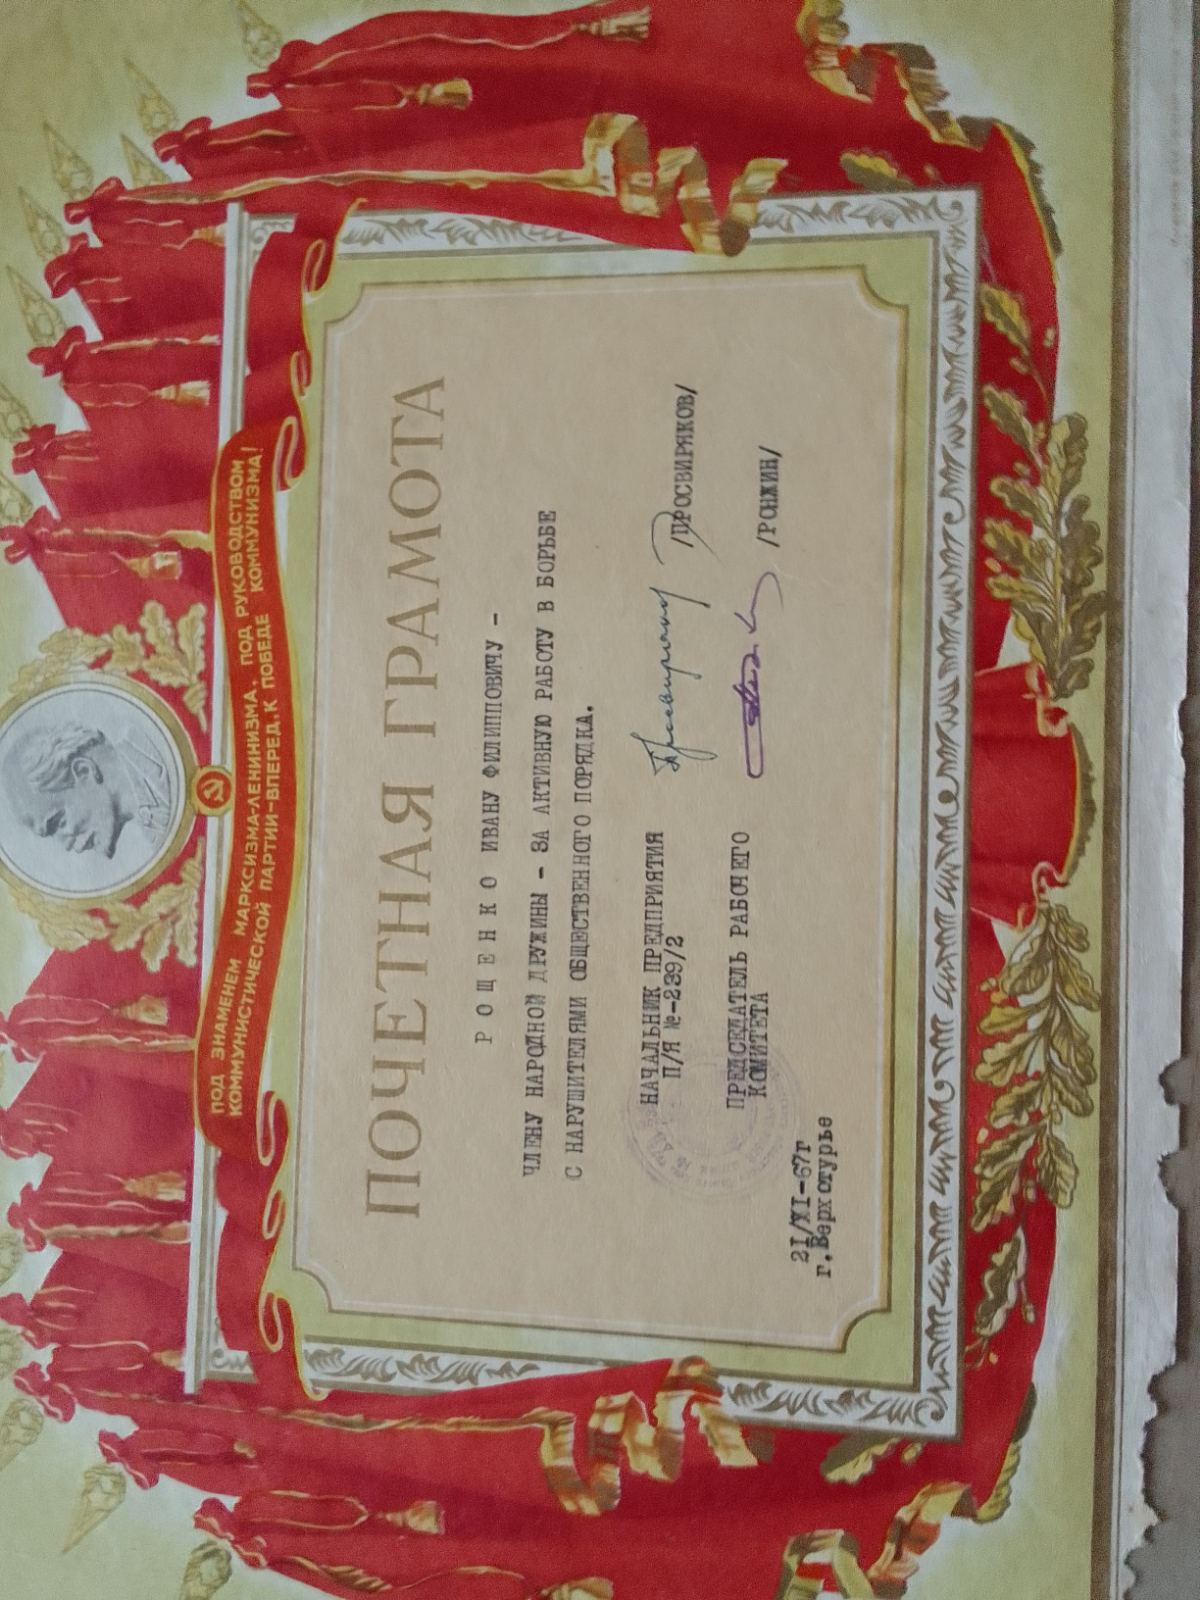 ПОД ЗНАМЕНЕМ МАРКСИЗМА-ЛЕНИНИЗМА, ПОД РУКОВОДСТВОМ
КОММУНИСТИЧЕСКОЙ ПАРТИИ-ВПЕРЕД, К ПОБЕДЕ КОММУНИЗМА!
ПОЧЕТНАЯ ГРАМОТА
РОЩЕНКО ИВАНУ ФИЛИППОВИЧУ -
ЧЛЕНУ НАРОДНОЙ ДРУЖИНЫ - ЗА АКТИВНУЮ РАБОТУ В БОРЬБЕ
С НАРУШИТЕЛЯМИ ОБЩЕСТВЕННОГО ПОРЯДКА.
НАЧАЛЬНИК ПРЕДПРИЯТИЯ
П/Я №-239/2 /ПРОСВИРЯКОВ/
ПРЕДСЕДАТЕЛЬ РАБОЧЕГО
КОМИТЕТА /РОНЖИН/
21/XI-67г
г.Верхотурье